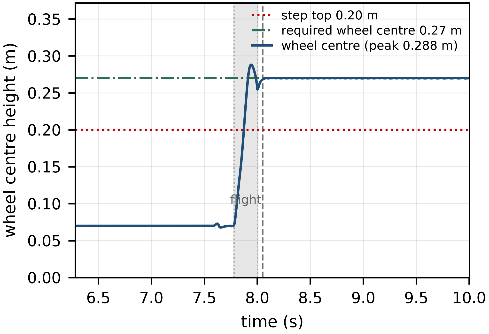 step top 0.20 m
required wheel centre 0.27 m
wheel centre (peak 0.288 m)
wheel centre height (m)
0.35
0.30
0.25
0.20
0.15
0.10
0.05
0.00
flight
6.5 7.0 7.5 8.0 8.5 9.0 9.5 10.0
time (s)